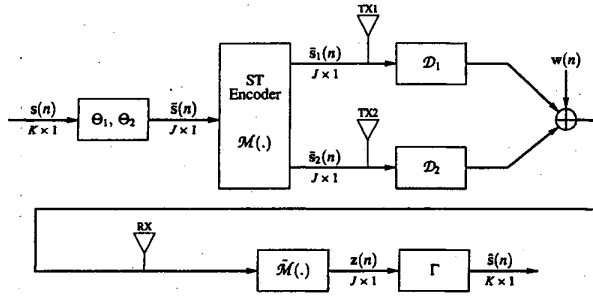 TX1
s̄₁(n)
J × 1
𝒟₁
w(n)
ST
Encoder
ℳ(.)
s(n)
K × 1
Θ₁, Θ₂
s̃(n)
J × 1
TX2
s̄₂(n)
J × 1
𝒟₂
RX
ℳ̄(.)
z(n)
J × 1
Γ
ŝ(n)
K × 1